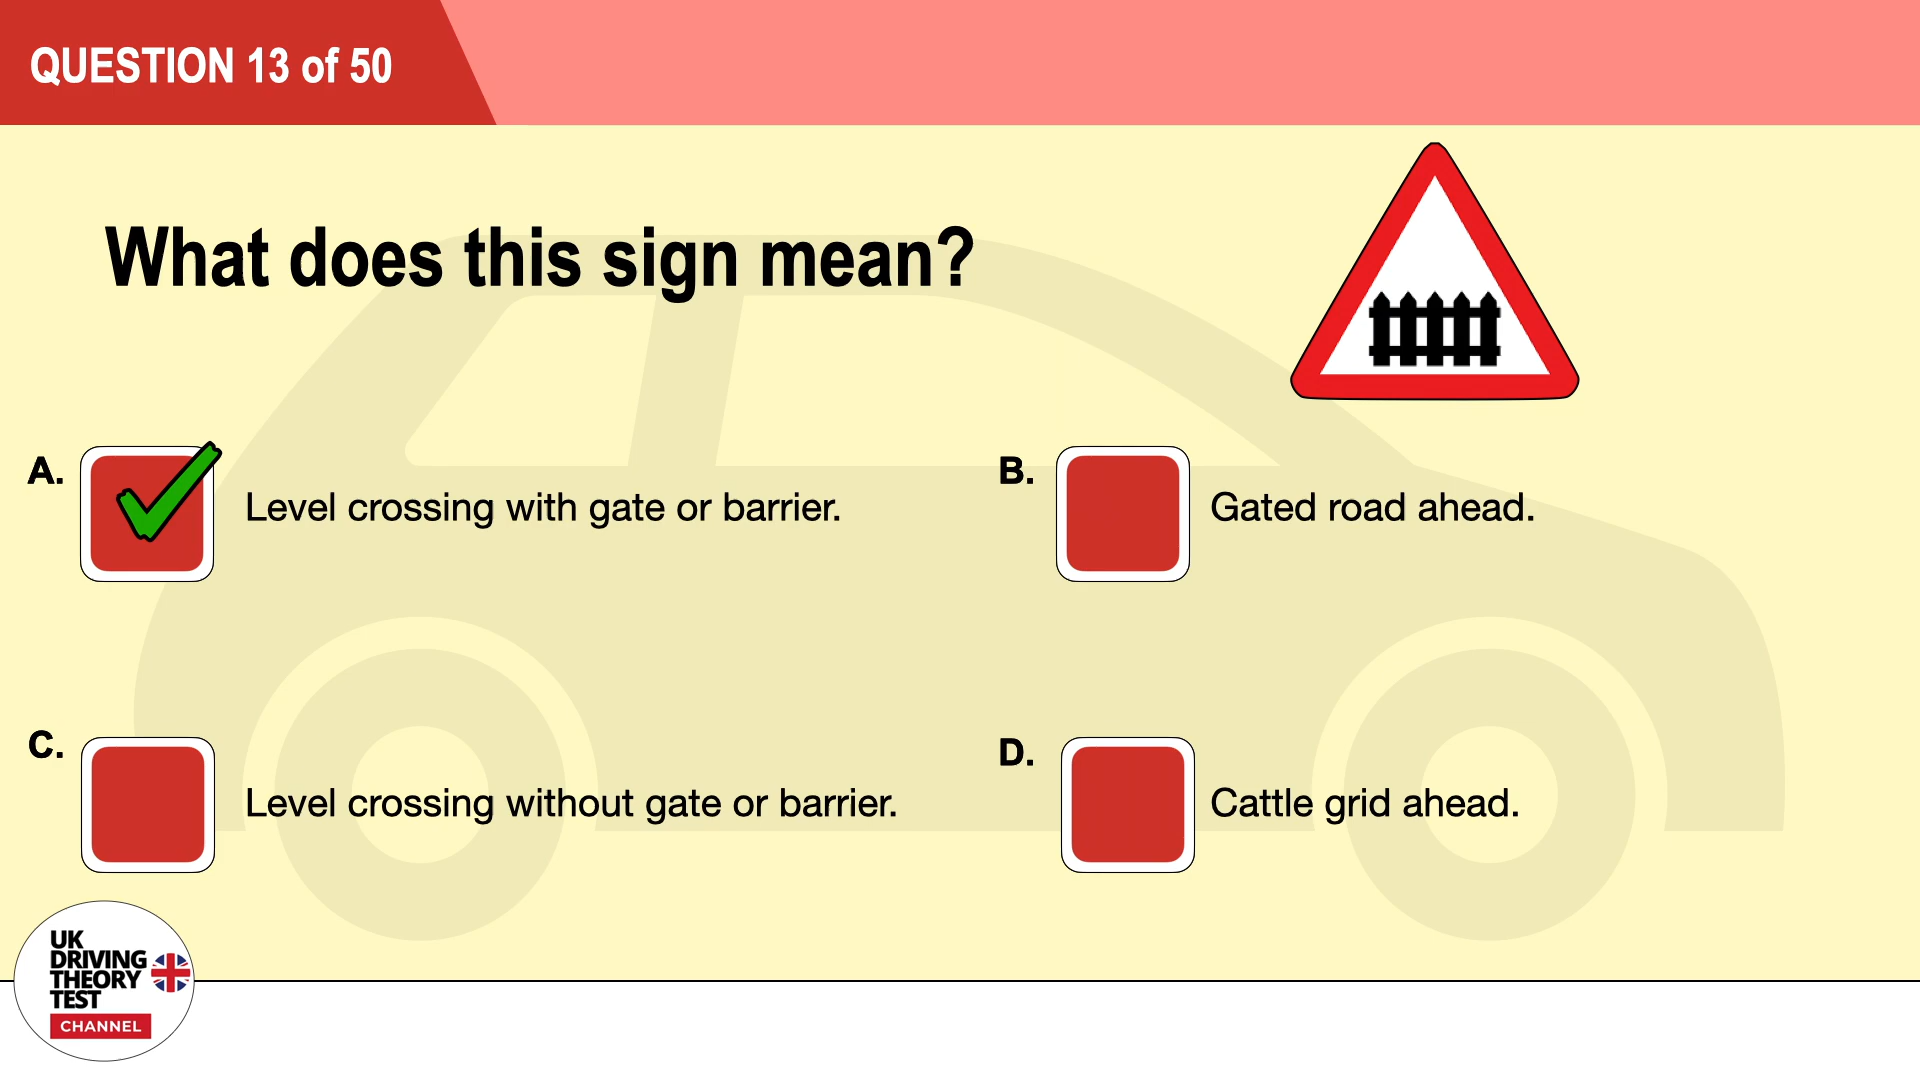 QUESTION 13 of 50
What does this sign mean?
A.
Level crossing with gate or barrier.
B.
Gated road ahead.
C.
Level crossing without gate or barrier.
D.
Cattle grid ahead.
UK
DRIVING
THEORY
TEST
CHANNEL